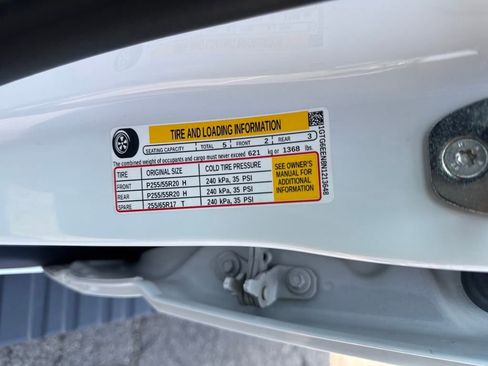 TIRE AND LOADING INFORMATION
SEATING CAPACITY TOTAL 5 FRONT 2 REAR 3
The combined weight of occupants and cargo must never exceed 621 kg or 1368 lbs.
TIRE ORIGINAL SIZE COLD TIRE PRESSURE
FRONT P255/55R20 H 240 kPa, 35 PSI
REAR P255/55R20 H 240 kPa, 35 PSI
SPARE 255/65R17 T 240 kPa, 35 PSI
SEE OWNER'S
MANUAL FOR
ADDITIONAL
INFORMATION